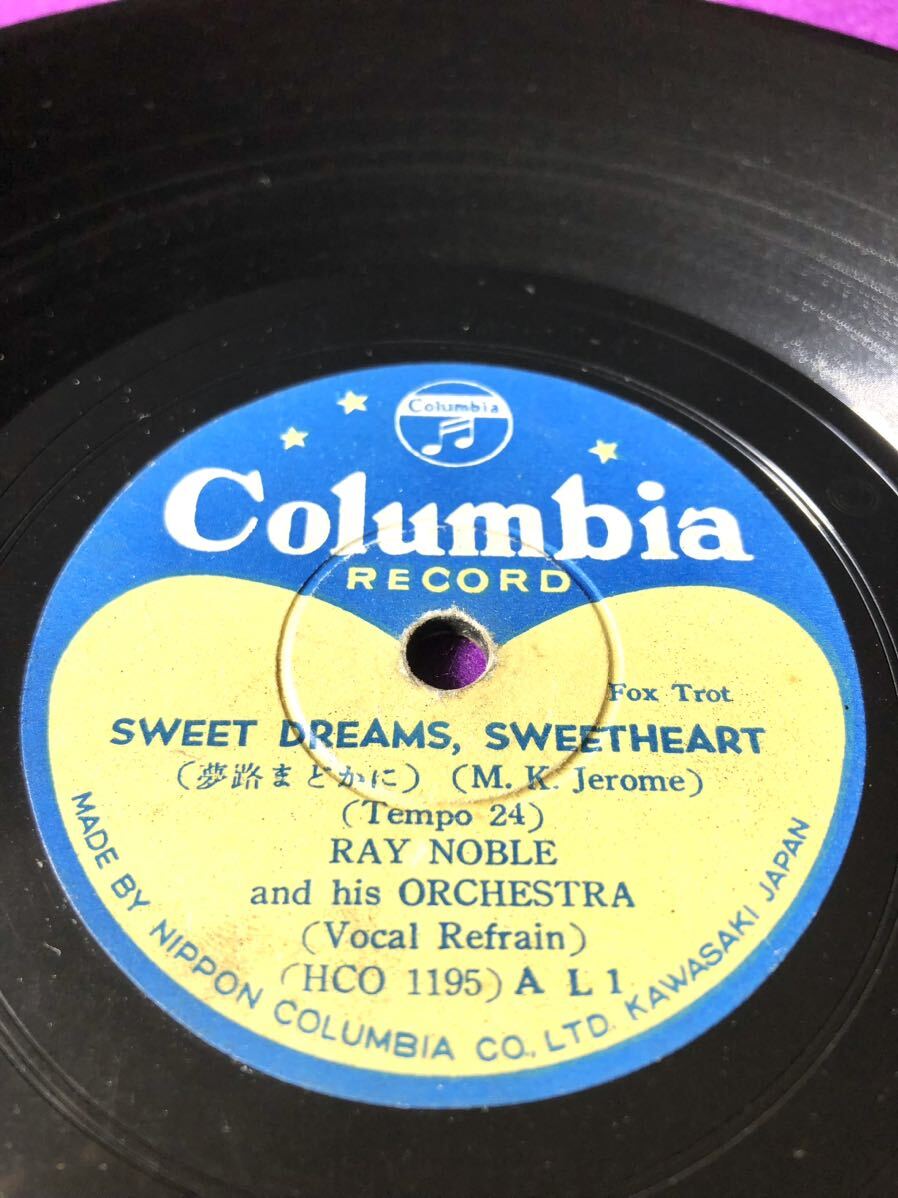 Columbia
Columbia
RECORD
Fox Trot
SWEET DREAMS, SWEETHEART
(夢路まどかに) (M. K. Jerome)
(Tempo 24)
RAY NOBLE
and his ORCHESTRA
(Vocal Refrain)
(HCO 1195) A L 1
MADE BY NIPPON COLUMBIA CO., LTD. KAWASAKI JAPAN